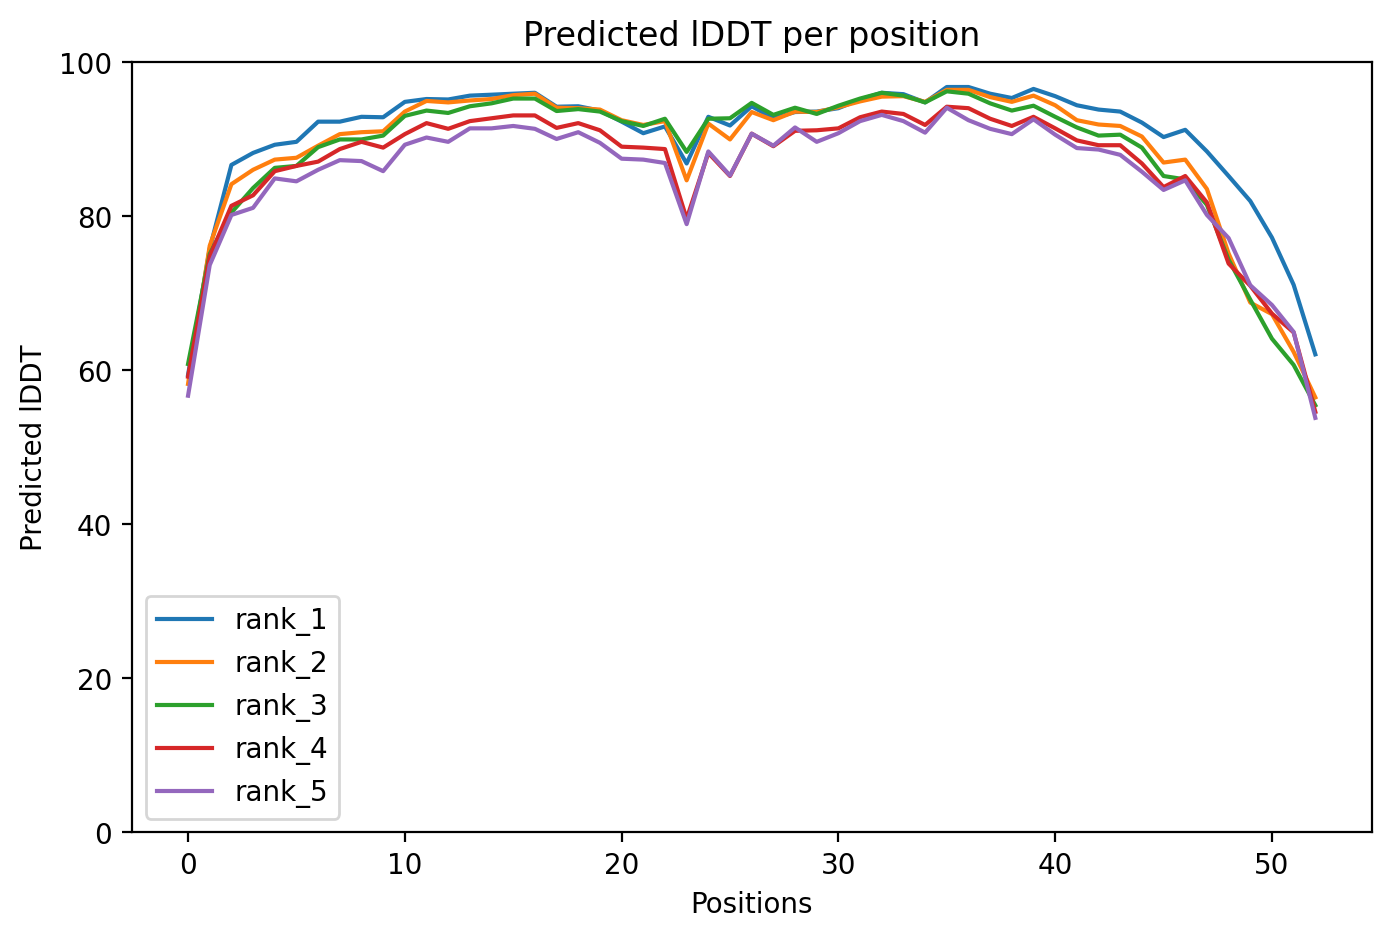 Predicted lDDT per position
Predicted lDDT
100
80
60
40
20
0
rank_1
rank_2
rank_3
rank_4
rank_5
0 10 20 30 40 50
Positions